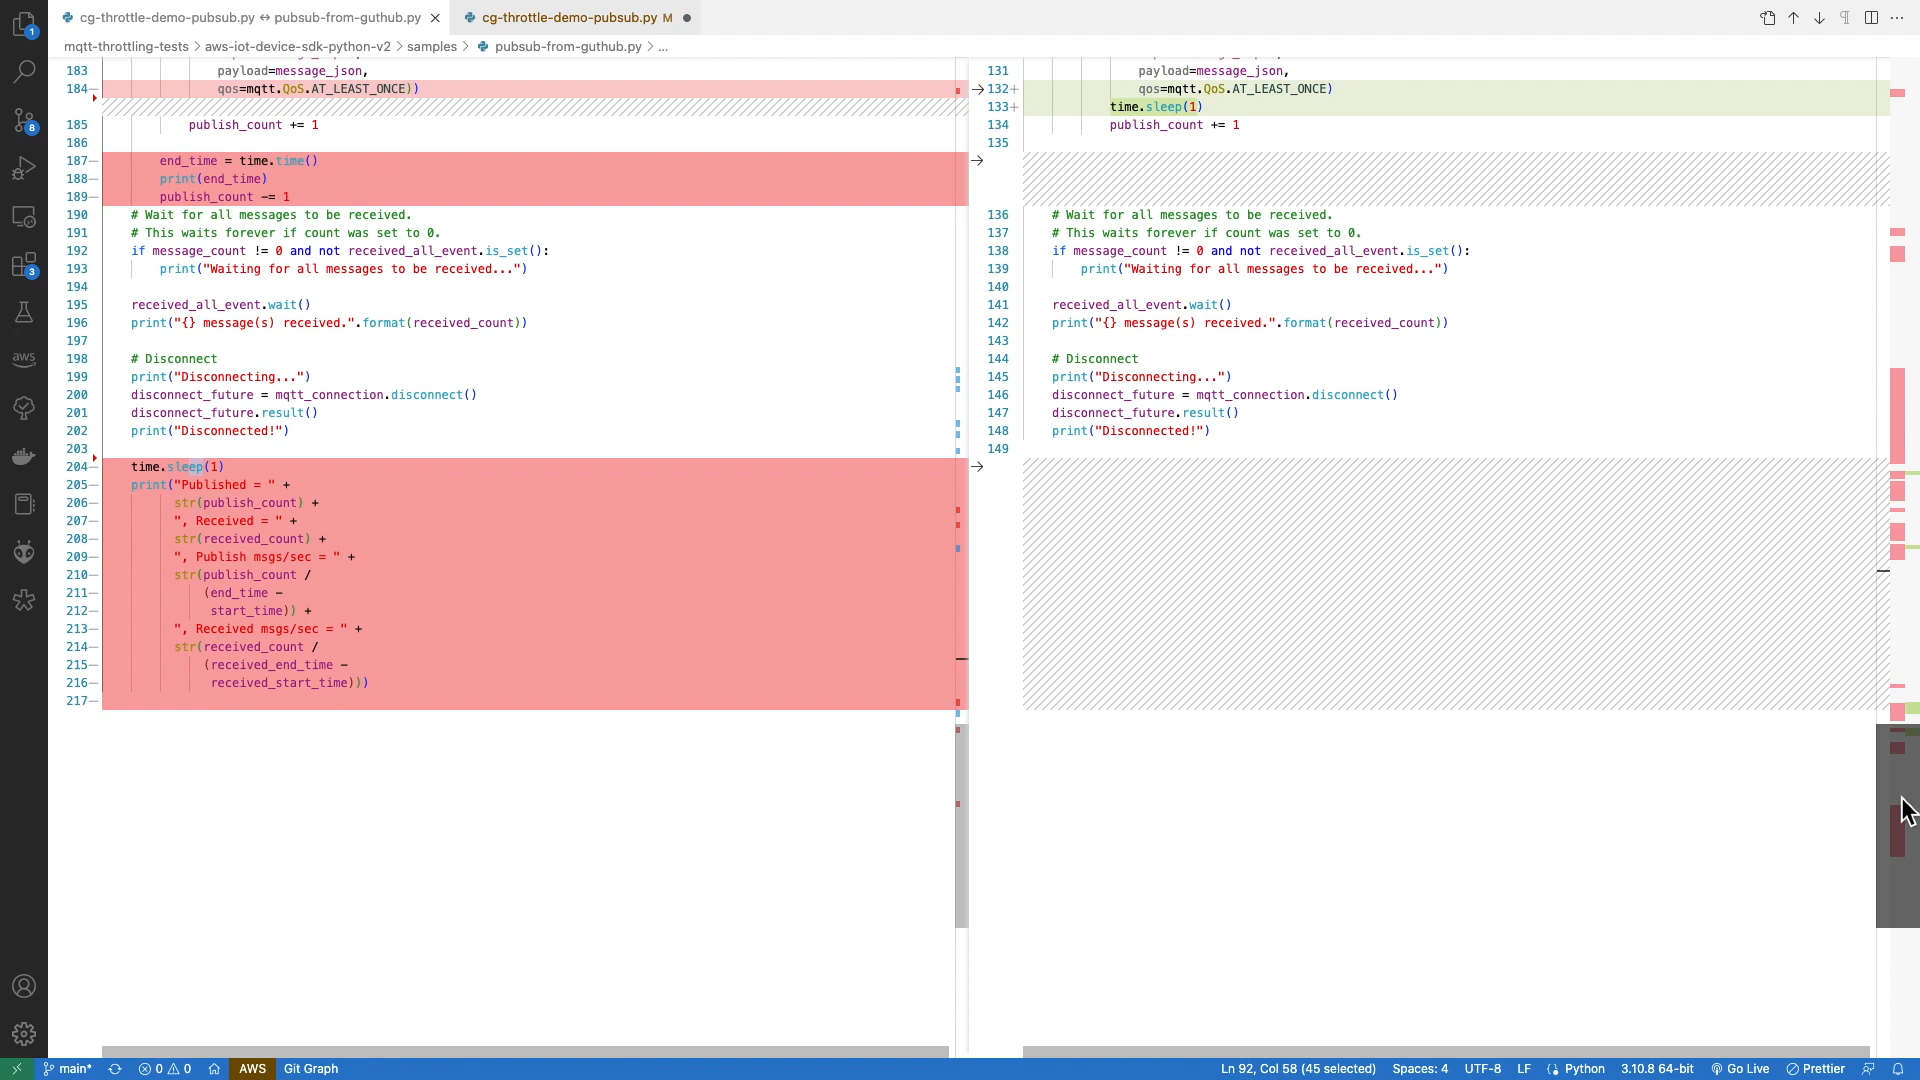 cg-throttle-demo-pubsub.py ↔ pubsub-from-guthub.py
cg-throttle-demo-pubsub.py M
mqtt-throttling-tests > aws-iot-device-sdk-python-v2 > samples > pubsub-from-guthub.py > ...
183 payload=message_json,
184 qos=mqtt.QoS.AT_LEAST_ONCE))
185 publish_count += 1
186
187 end_time = time.time()
188 print(end_time)
189 publish_count -= 1
190 # Wait for all messages to be received.
191 # This waits forever if count was set to 0.
192 if message_count != 0 and not received_all_event.is_set():
193 print("Waiting for all messages to be received...")
194
195 received_all_event.wait()
196 print("{} message(s) received.".format(received_count))
197
198 # Disconnect
199 print("Disconnecting...")
200 disconnect_future = mqtt_connection.disconnect()
201 disconnect_future.result()
202 print("Disconnected!")
203
204 time.sleep(1)
205 print("Published = " +
206 str(publish_count) +
207 ", Received = " +
208 str(received_count) +
209 ", Publish msgs/sec = " +
210 str(publish_count /
211 (end_time -
212 start_time)) +
213 ", Received msgs/sec = " +
214 str(received_count /
215 (received_end_time -
216 received_start_time)))
217
131 payload=message_json,
132+ qos=mqtt.QoS.AT_LEAST_ONCE)
133+ time.sleep(1)
134 publish_count += 1
135
136 # Wait for all messages to be received.
137 # This waits forever if count was set to 0.
138 if message_count != 0 and not received_all_event.is_set():
139 print("Waiting for all messages to be received...")
140
141 received_all_event.wait()
142 print("{} message(s) received.".format(received_count))
143
144 # Disconnect
145 print("Disconnecting...")
146 disconnect_future = mqtt_connection.disconnect()
147 disconnect_future.result()
148 print("Disconnected!")
149
1
8
3
aws
main* 0 0 AWS Git Graph Ln 92, Col 58 (45 selected) Spaces: 4 UTF-8 LF Python 3.10.8 64-bit Go Live Prettier